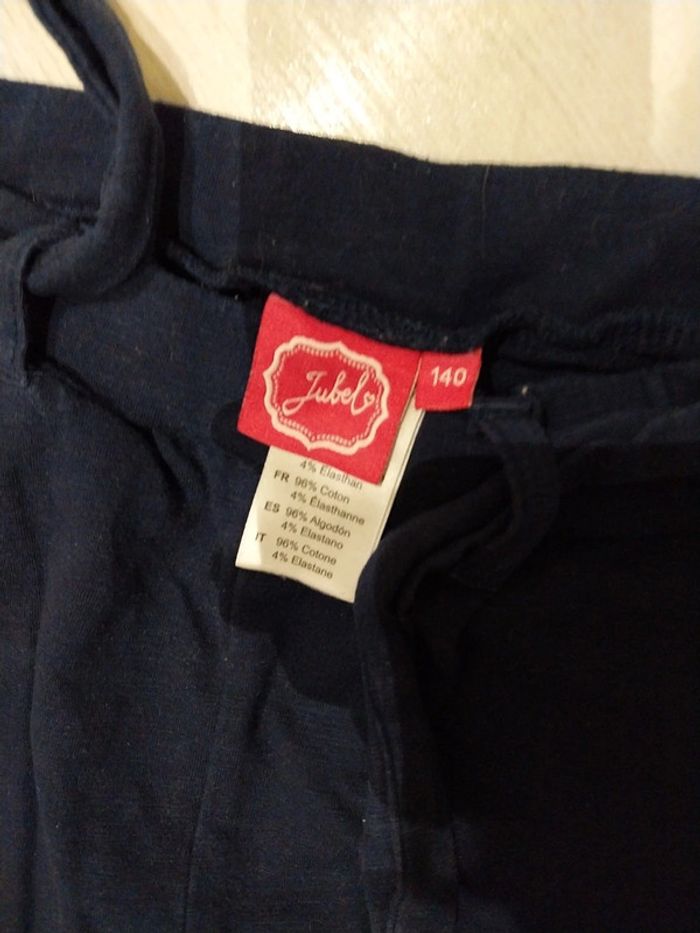 Jubel
140
4% Elasthan
FR 96% Coton
4% Élasthanne
ES 96% Algodón
4% Elastano
IT 96% Cotone
4% Elastane